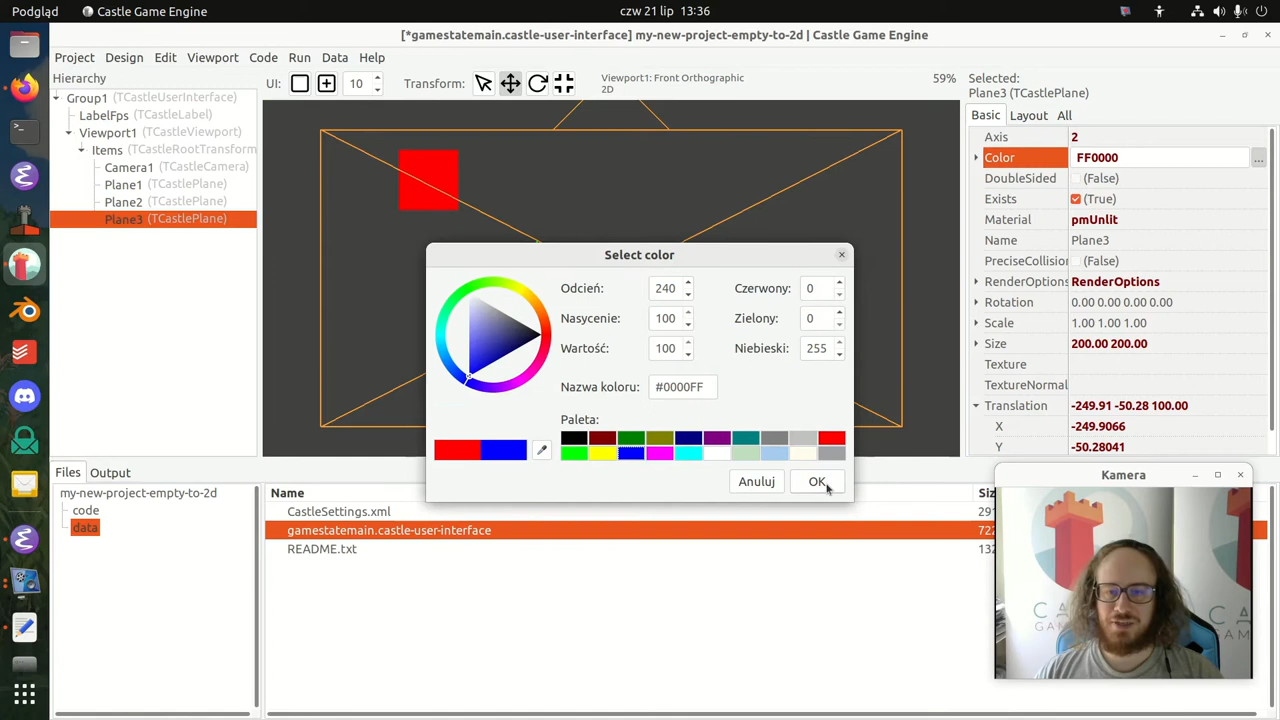 Podgląd
Castle Game Engine
czw 21 lip 13:36
[*gamestatemain.castle-user-interface] my-new-project-empty-to-2d | Castle Game Engine
Project Design Edit Viewport Code Run Data Help
Hierarchy
Group1 (TCastleUserInterface)
LabelFps (TCastleLabel)
Viewport1 (TCastleViewport)
Items (TCastleRootTransform
Camera1 (TCastleCamera)
Plane1 (TCastlePlane)
Plane2 (TCastlePlane)
Plane3 (TCastlePlane)
UI: 10 Transform:
Viewport1: Front Orthographic
2D
59%
Selected:
Plane3 (TCastlePlane)
Basic Layout All
Axis 2
Color FF0000 ...
DoubleSided (False)
Exists (True)
Material pmUnlit
Name Plane3
PreciseCollision (False)
RenderOptions RenderOptions
Rotation 0.00 0.00 0.00 0.00
Scale 1.00 1.00 1.00
Size 200.00 200.00
Texture
TextureNormal
Translation -249.91 -50.28 100.00
X -249.9066
Y -50.28041
Select color
Odcień: 240 Czerwony: 0
Nasycenie: 100 Zielony: 0
Wartość: 100 Niebieski: 255
Nazwa koloru: #0000FF
Paleta:
Anuluj OK
Files Output
my-new-project-empty-to-2d
code
data
Name
CastleSettings.xml
gamestatemain.castle-user-interface
README.txt
Kamera